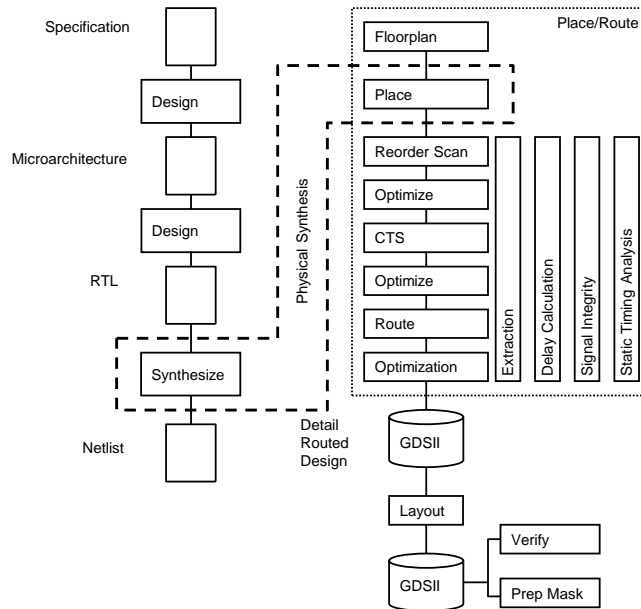 Specification
Design
Microarchitecture
Design
RTL
Synthesize
Netlist
Physical Synthesis
Place/Route
Floorplan
Place
Reorder Scan
Optimize
CTS
Optimize
Route
Optimization
Extraction
Delay Calculation
Signal Integrity
Static Timing Analysis
Detail
Routed
Design
GDSII
Layout
GDSII
Verify
Prep Mask